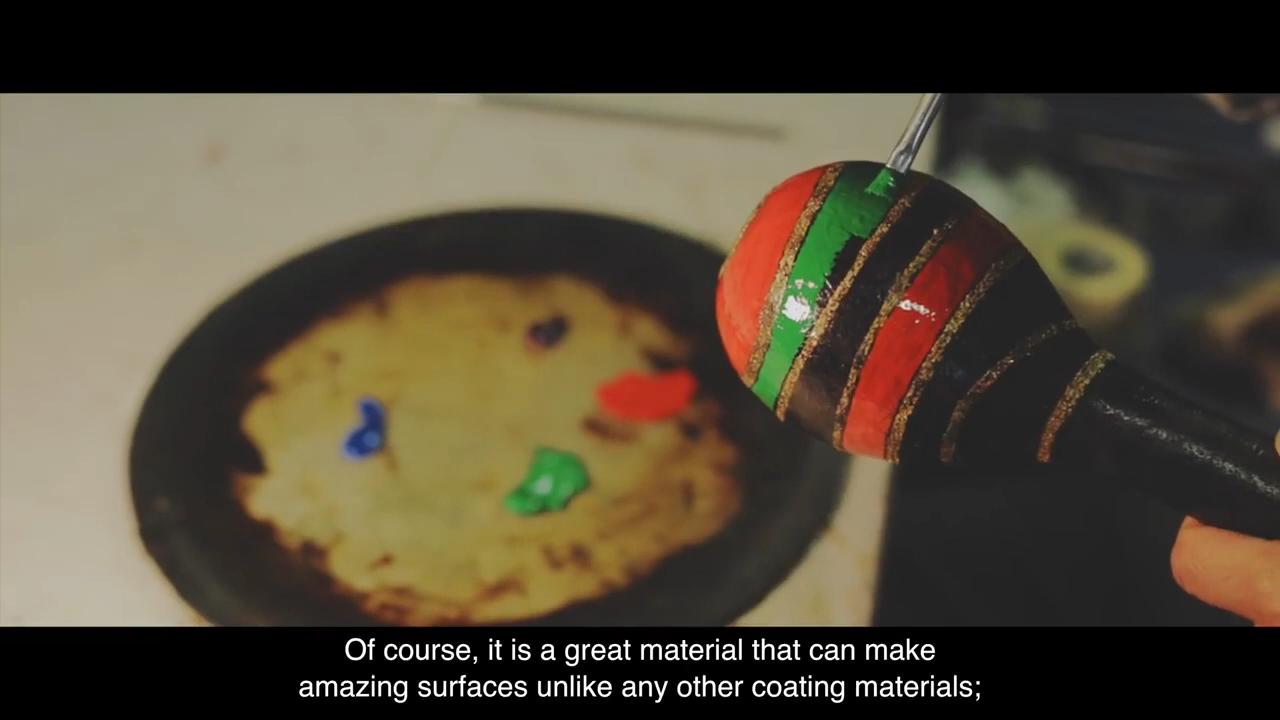 Of course, it is a great material that can make
amazing surfaces unlike any other coating materials;